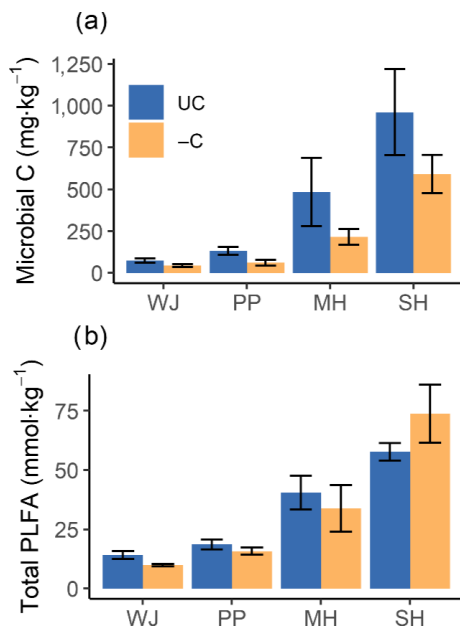 (a)
Microbial C (mg·kg⁻¹)
1,250
1,000
750
500
250
0
UC
−C
WJ PP MH SH
(b)
Total PLFA (mmol·kg⁻¹)
75
50
25
0
WJ PP MH SH